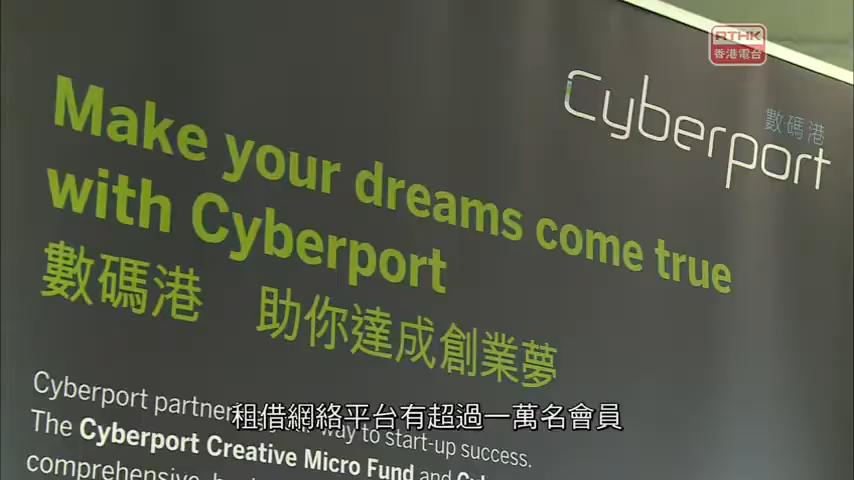 RTHK
香港電台
Cyberport
數碼港
Make your dreams come true
with Cyberport
數碼港 助你達成創業夢
Cyberport partner way to start-up success.
租借網絡平台有超過一萬名會員
The Cyberport Creative Micro Fund and
comprehensive